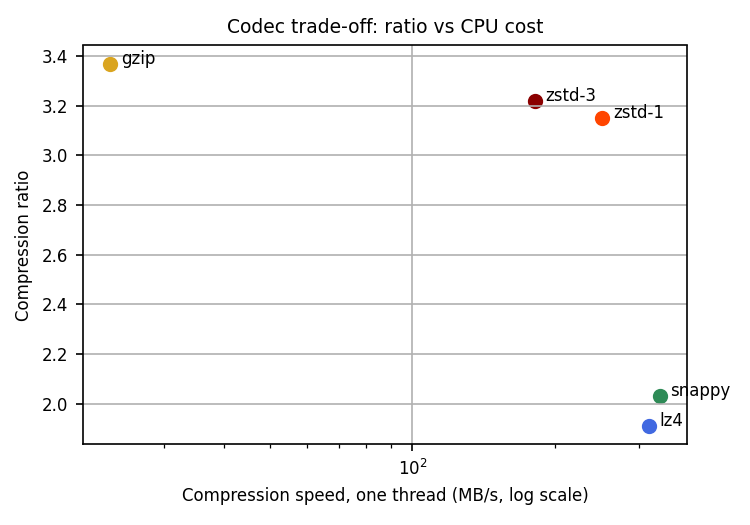 Codec trade-off: ratio vs CPU cost
3.4
gzip
3.2
zstd-3
zstd-1
3.0
2.8
Compression ratio
2.6
2.4
2.2
snappy
2.0
lz4
10²
Compression speed, one thread (MB/s, log scale)